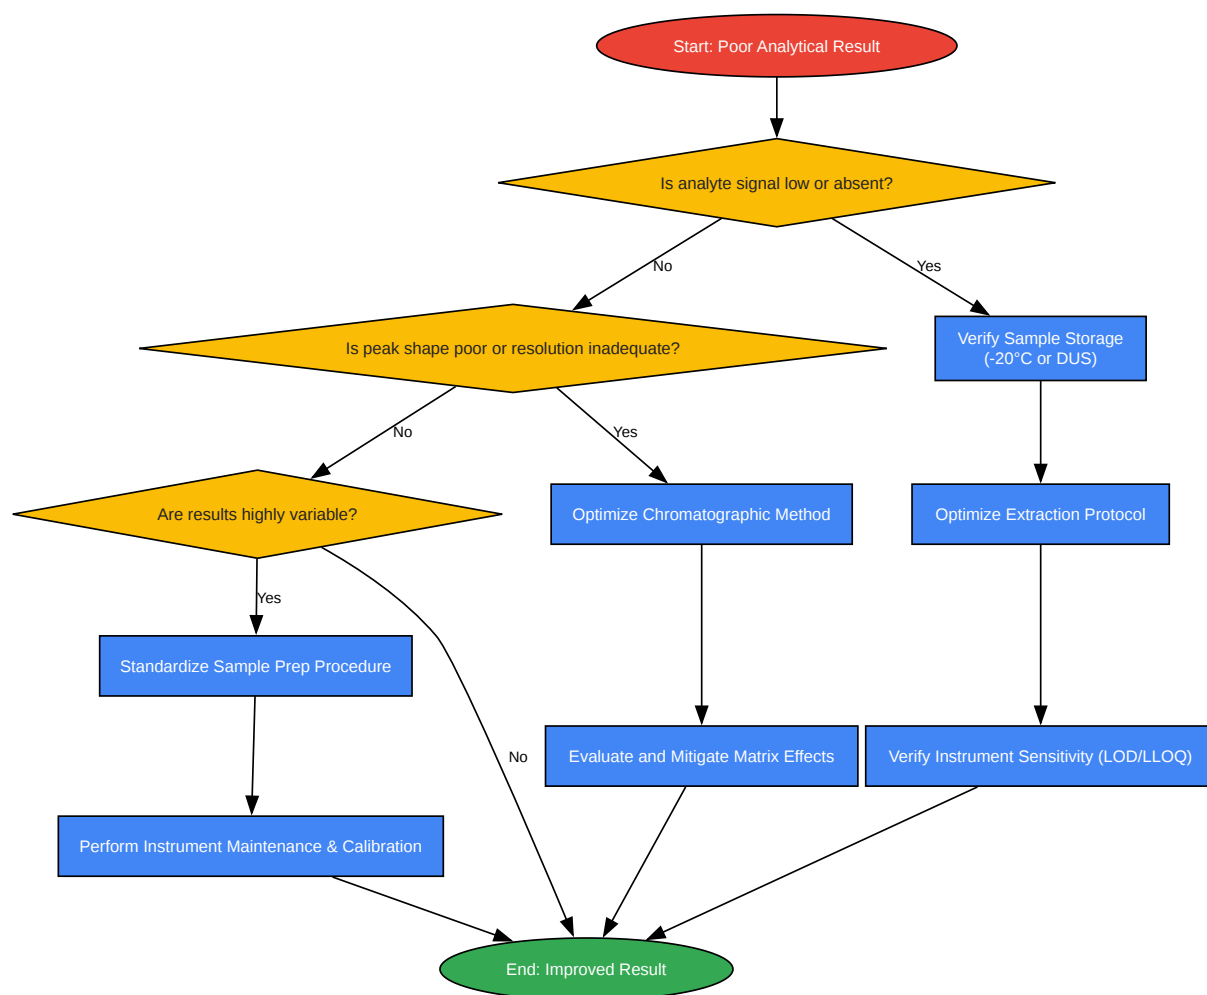 Start: Poor Analytical Result
Is analyte signal low or absent?
No
Yes
Is peak shape poor or resolution inadequate?
Verify Sample Storage
(-20°C or DUS)
No
Yes
Are results highly variable?
Optimize Chromatographic Method
Optimize Extraction Protocol
Yes
Standardize Sample Prep Procedure
No
Evaluate and Mitigate Matrix Effects
Verify Instrument Sensitivity (LOD/LLOQ)
Perform Instrument Maintenance & Calibration
End: Improved Result